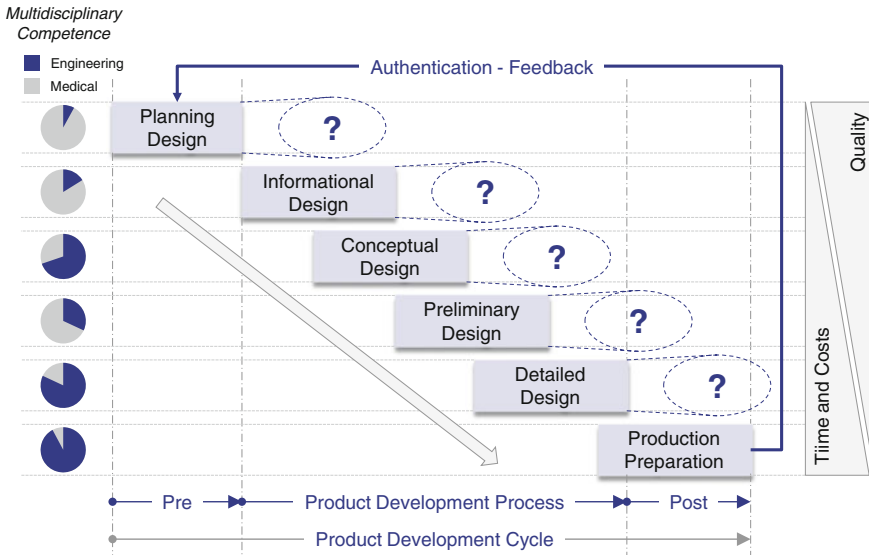 Multidisciplinary
Competence
Engineering
Medical
Authentication - Feedback
Planning
Design
?
Informational
Design
?
Conceptual
Design
?
Preliminary
Design
?
Detailed
Design
?
Production
Preparation
Quality
Tiime and Costs
Pre
Product Development Process
Post
Product Development Cycle